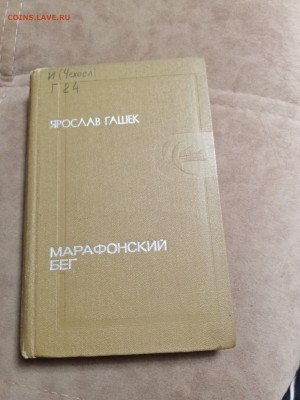 COINS.LAVE.RU
И(Чехосл)
Г 24
ЯРОСЛАВ ГАШЕК
МАРАФОНСКИЙ
БЕГ